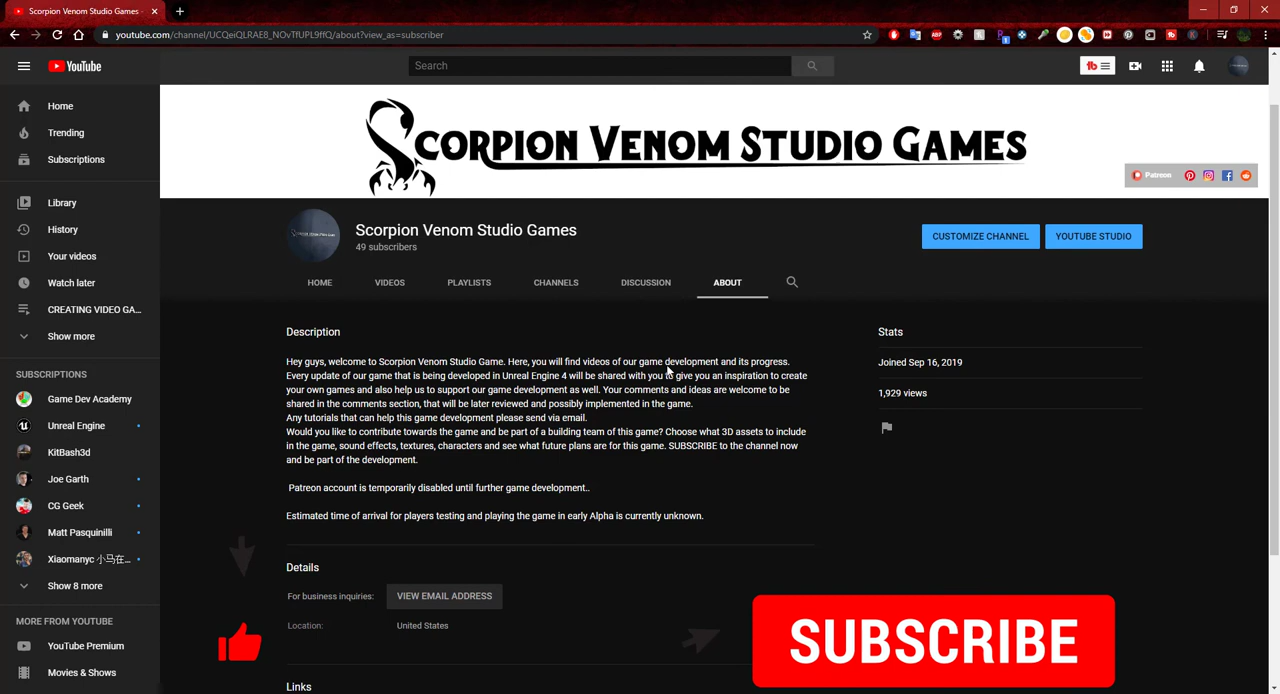 Scorpion Venom Studio Games -
youtube.com/channel/UCQeiQLRAE8_NOvTfUPL9ffQ/about?view_as=subscriber
YouTube
Search
Home
Trending
Subscriptions
Library
History
Your videos
Watch later
CREATING VIDEO GA...
Show more
SUBSCRIPTIONS
Game Dev Academy
Unreal Engine
KitBash3d
Joe Garth
CG Geek
Matt Pasquinilli
Xiaomanyc 小马在...
Show 8 more
MORE FROM YOUTUBE
YouTube Premium
Movies & Shows
SCORPION VENOM STUDIO GAMES
Patreon
Scorpion Venom Studio Games
49 subscribers
CUSTOMIZE CHANNEL
YOUTUBE STUDIO
HOME
VIDEOS
PLAYLISTS
CHANNELS
DISCUSSION
ABOUT
Description
Hey guys, welcome to Scorpion Venom Studio Game. Here, you will find videos of our game development and its progress.
Every update of our game that is being developed in Unreal Engine 4 will be shared with you to give you an inspiration to create
your own games and also help us to support our game development as well. Your comments and ideas are welcome to be
shared in the comments section, that will be later reviewed and possibly implemented in the game.
Any tutorials that can help this game development please send via email.
Would you like to contribute towards the game and be part of a building team of this game? Choose what 3D assets to include
in the game, sound effects, textures, characters and see what future plans are for this game. SUBSCRIBE to the channel now
and be part of the development.
Patreon account is temporarily disabled until further game development..
Estimated time of arrival for players testing and playing the game in early Alpha is currently unknown.
Stats
Joined Sep 16, 2019
1,929 views
Details
For business inquiries:
VIEW EMAIL ADDRESS
Location:
United States
Links
SUBSCRIBE